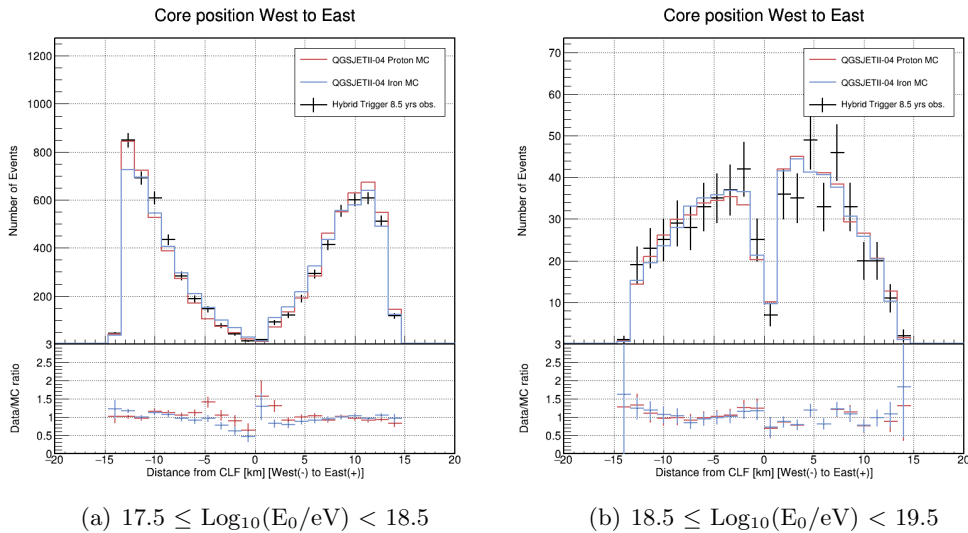 Core position West to East
1200
1000
800
600
400
200
Number of Events
QGSJETII-04 Proton MC
QGSJETII-04 Iron MC
Hybrid Trigger 8.5 yrs obs.
3
2.5
2
1.5
1
0.5
0
Data/MC ratio
−20 −15 −10 −5 0 5 10 15 20
Distance from CLF [km] [West(-) to East(+)]
(a) 17.5 ≤ Log10(E0/eV) < 18.5
Core position West to East
70
60
50
40
30
20
10
Number of Events
QGSJETII-04 Proton MC
QGSJETII-04 Iron MC
Hybrid Trigger 8.5 yrs obs.
3
2.5
2
1.5
1
0.5
0
Data/MC ratio
−20 −15 −10 −5 0 5 10 15 20
Distance from CLF [km] [West(-) to East(+)]
(b) 18.5 ≤ Log10(E0/eV) < 19.5